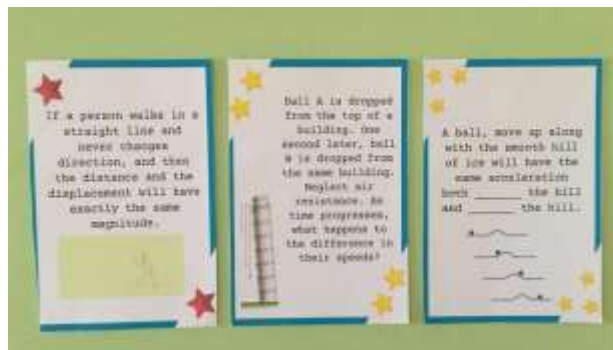 If a person walks in a
straight line and
never changes
direction, and then
the distance and the
displacement will have
exactly the same
magnitude.
Ball A is dropped
from the top of a
building. One
second later, ball
B is dropped from
the same building.
Neglect air
resistance. As
time progresses,
what happens to
the difference in
their speeds?
A ball, move up along
with the smooth hill
of ice will have the
same acceleration
both ______ the hill
and ______ the hill.